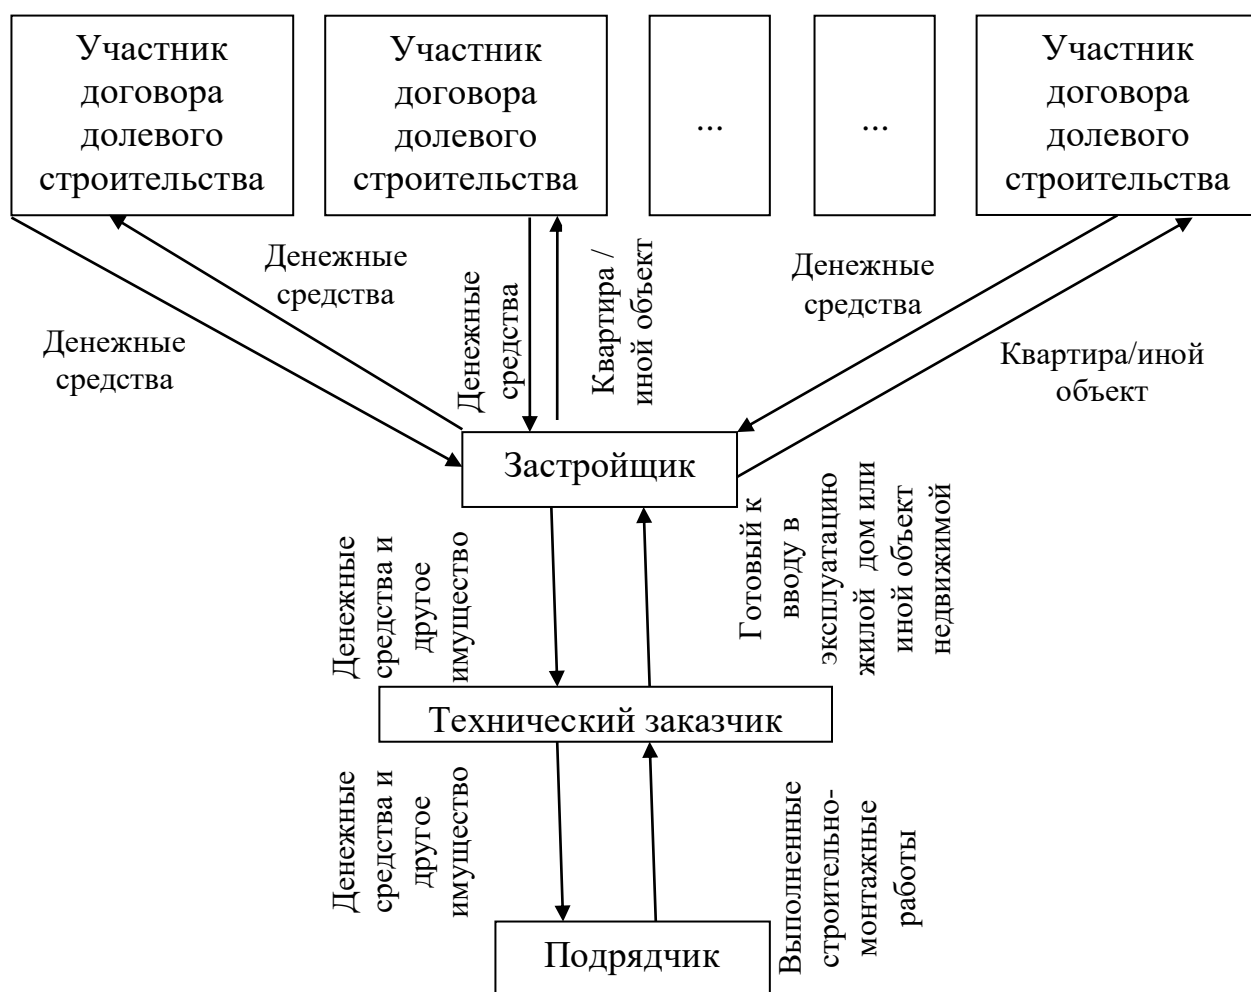 Участник
договора
долевого
строительства
Участник
договора
долевого
строительства
...
...
Участник
договора
долевого
строительства
Денежные
средства
Денежные
средства
Денежные
средства
Квартира /
иной объект
Денежные
средства
Квартира/иной
объект
Застройщик
Денежные
средства и
другое
имущество
Готовый к
вводу в
эксплуатацию
жилой дом или
иной объект
недвижимой
Технический заказчик
Денежные
средства и
другое
имущество
Выполненные
строительно-
монтажные
работы
Подрядчик